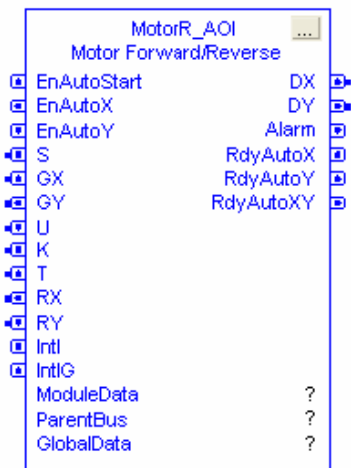 MotorR_AOI ...
Motor Forward/Reverse
EnAutoStart DX
EnAutoX DY
EnAutoY Alarm
S RdyAutoX
GX RdyAutoY
GY RdyAutoXY
U
K
T
RX
RY
Intl
IntlG
ModuleData ?
ParentBus ?
GlobalData ?